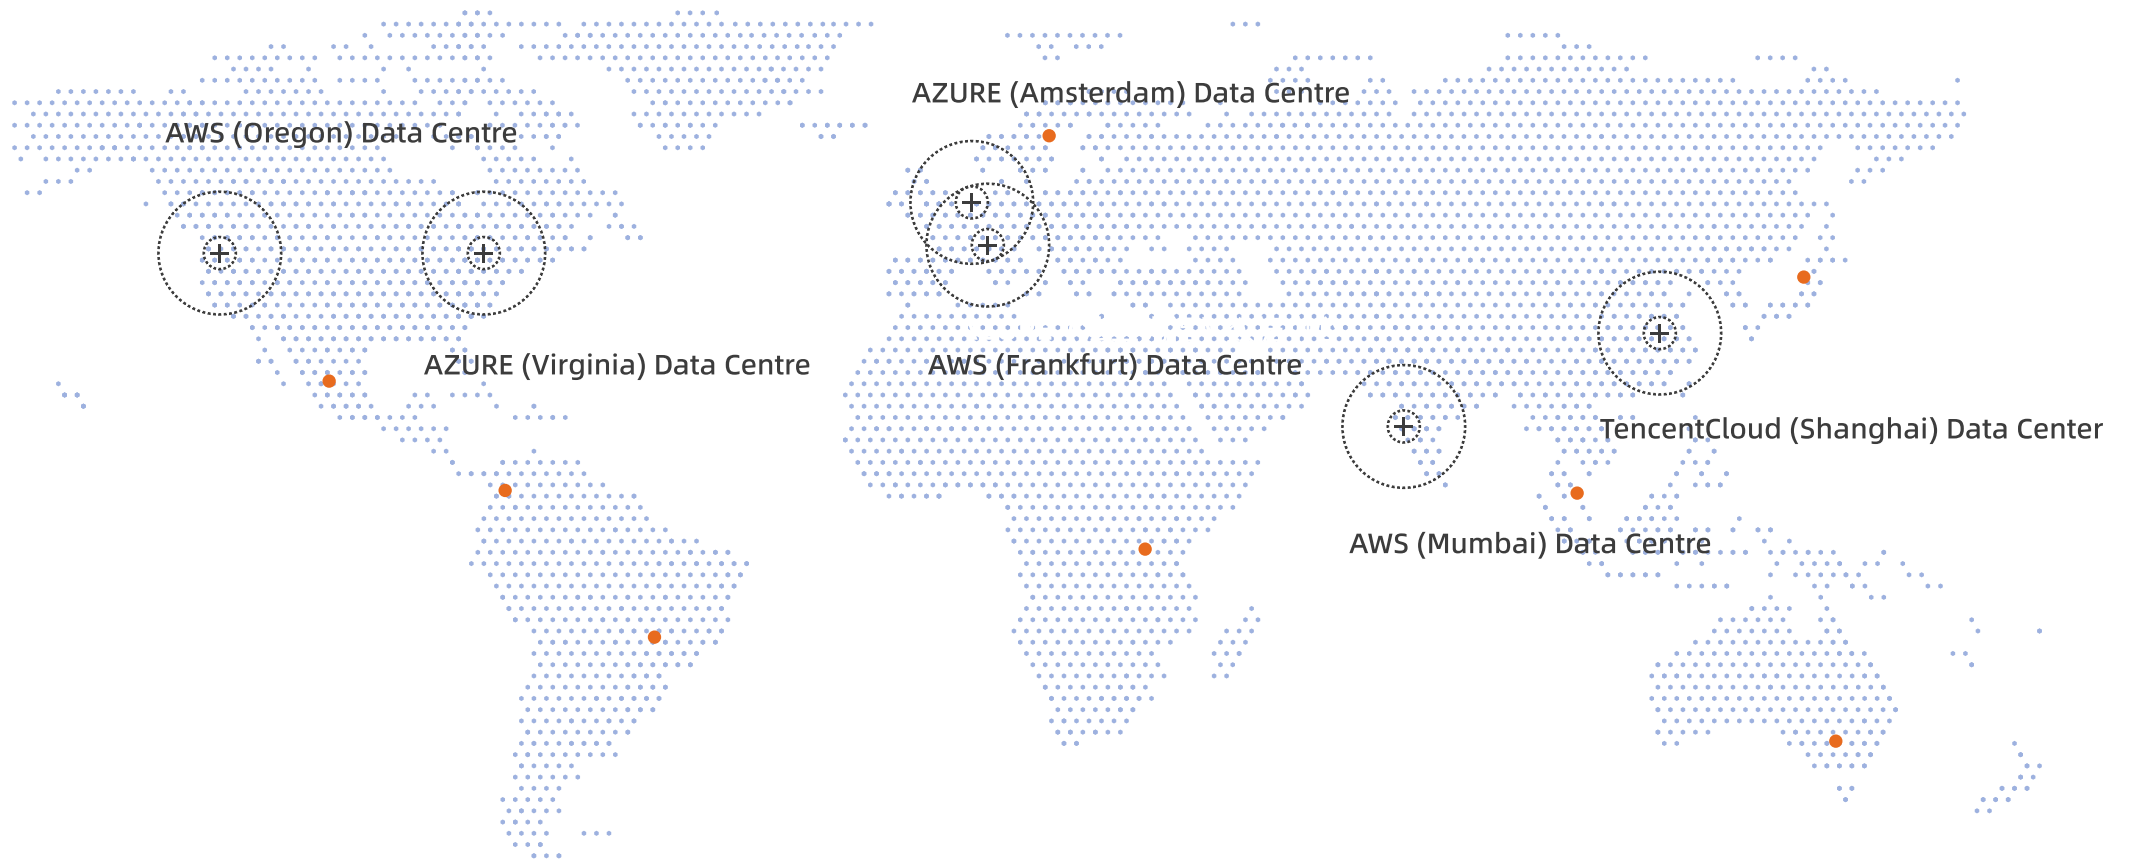 AZURE (Amsterdam) Data Centre
AWS (Oregon) Data Centre
AZURE (Virginia) Data Centre
AWS (Frankfurt) Data Centre
TencentCloud (Shanghai) Data Center
AWS (Mumbai) Data Centre